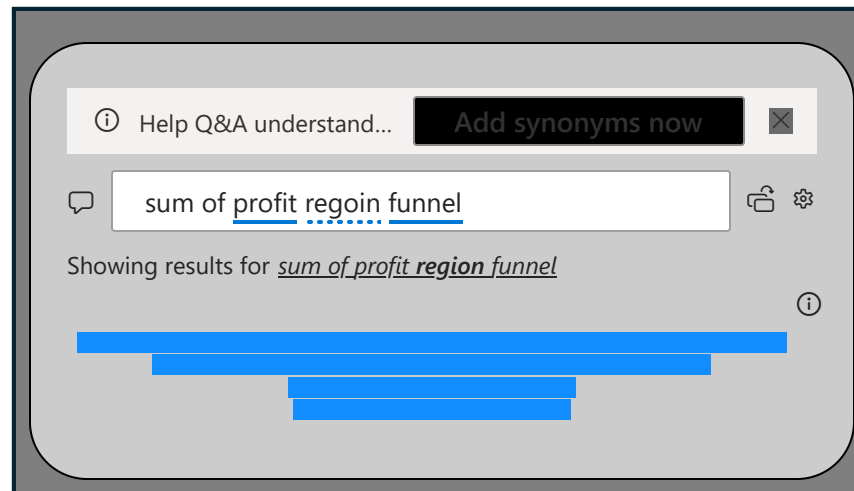 Help Q&A understand... Add synonyms now
sum of profit regoin funnel
Showing results for sum of profit region funnel